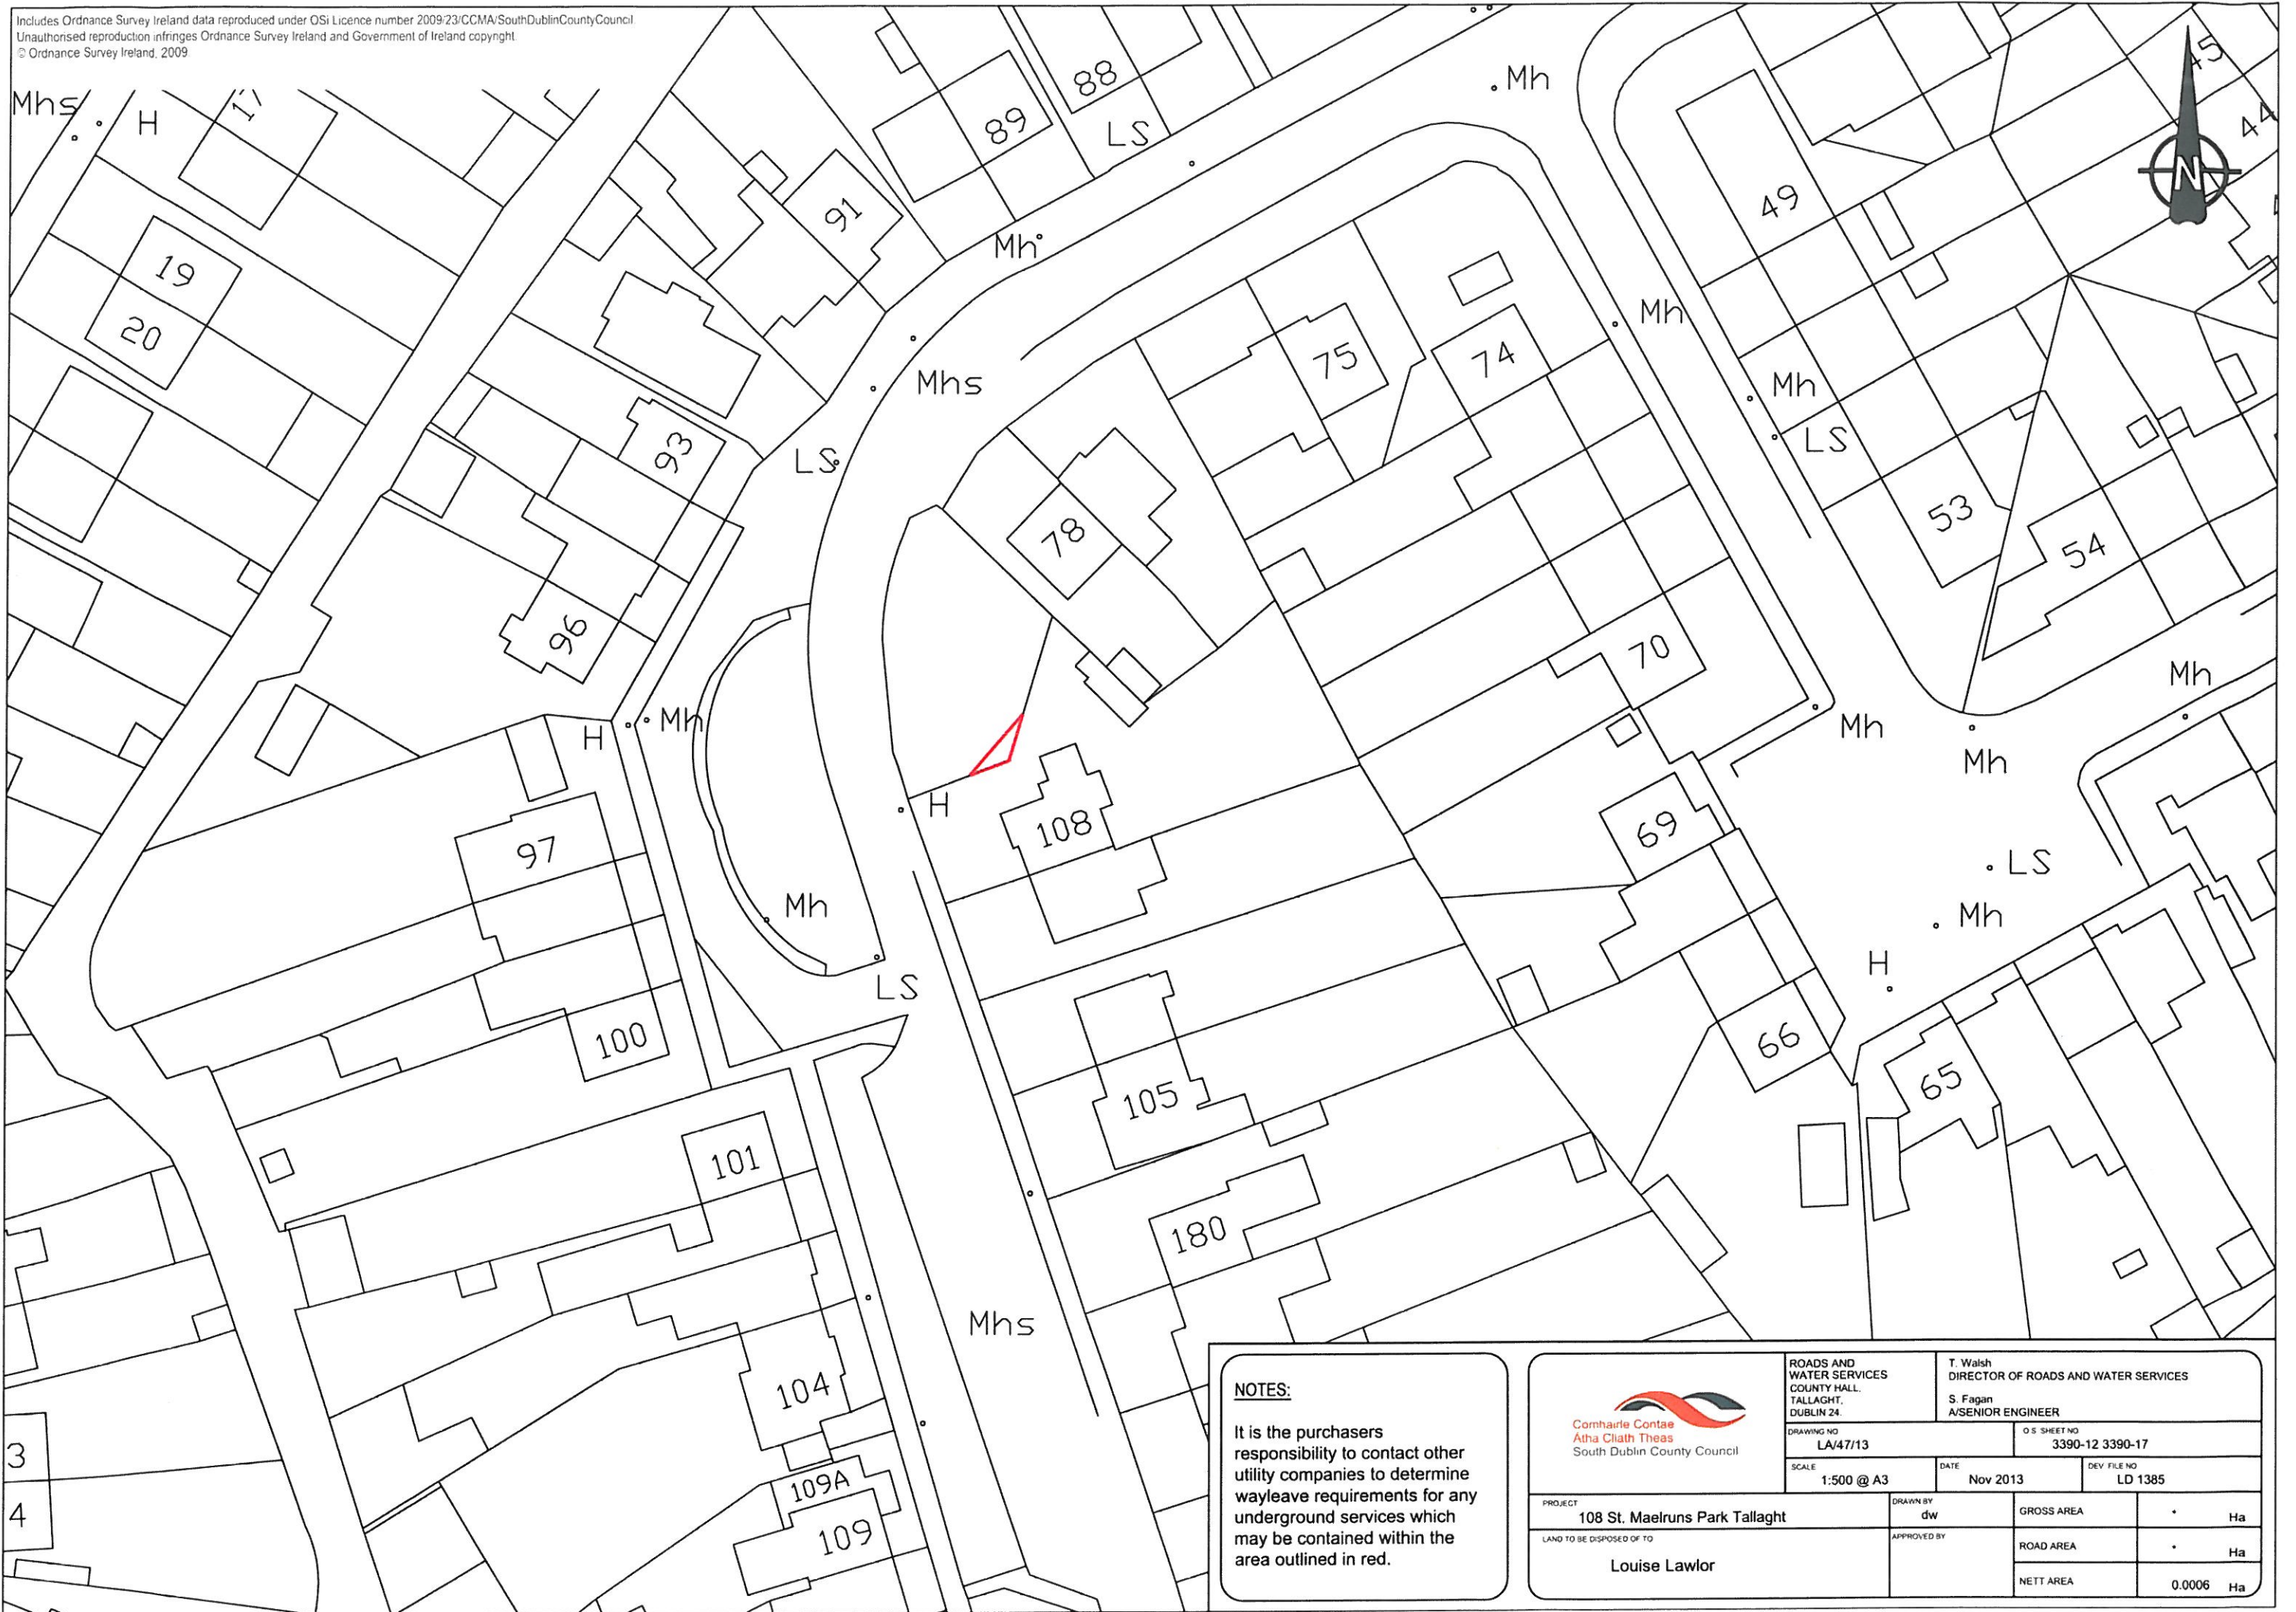 Includes Ordnance Survey Ireland data reproduced under OSi Licence number 2009/23/CCMA/SouthDublinCountyCouncil.
Unauthorised reproduction infringes Ordnance Survey Ireland and Government of Ireland copyright.
© Ordnance Survey Ireland, 2009.
88
45
Mh
Mhs
H
17
89
LS
44
N
49
91
Mh
19
20
Mh
75
74
Mhs
Mh
93
LS
LS
53
78
54
96
70
Mh
H
Mh
Mh
Mh
H
108
69
97
LS
Mh
Mh
H
LS
100
66
65
105
101
180
Mhs
104
3
109A
4
109
NOTES:
It is the purchasers
responsibility to contact other
utility companies to determine
wayleave requirements for any
underground services which
may be contained within the
area outlined in red.
Comhairle Contae
Átha Cliath Theas
South Dublin County Council
ROADS AND
WATER SERVICES
COUNTY HALL,
TALLAGHT,
DUBLIN 24.
T. Walsh
DIRECTOR OF ROADS AND WATER SERVICES
S. Fagan
A/SENIOR ENGINEER
DRAWING NO
LA/47/13
O S SHEET NO
3390-12 3390-17
SCALE
1:500 @ A3
DATE
Nov 2013
DEV FILE NO
LD 1385
PROJECT
108 St. Maelruns Park Tallaght
DRAWN BY
dw
GROSS AREA
* Ha
LAND TO BE DISPOSED OF TO
Louise Lawlor
APPROVED BY
ROAD AREA
* Ha
NETT AREA
0.0006 Ha